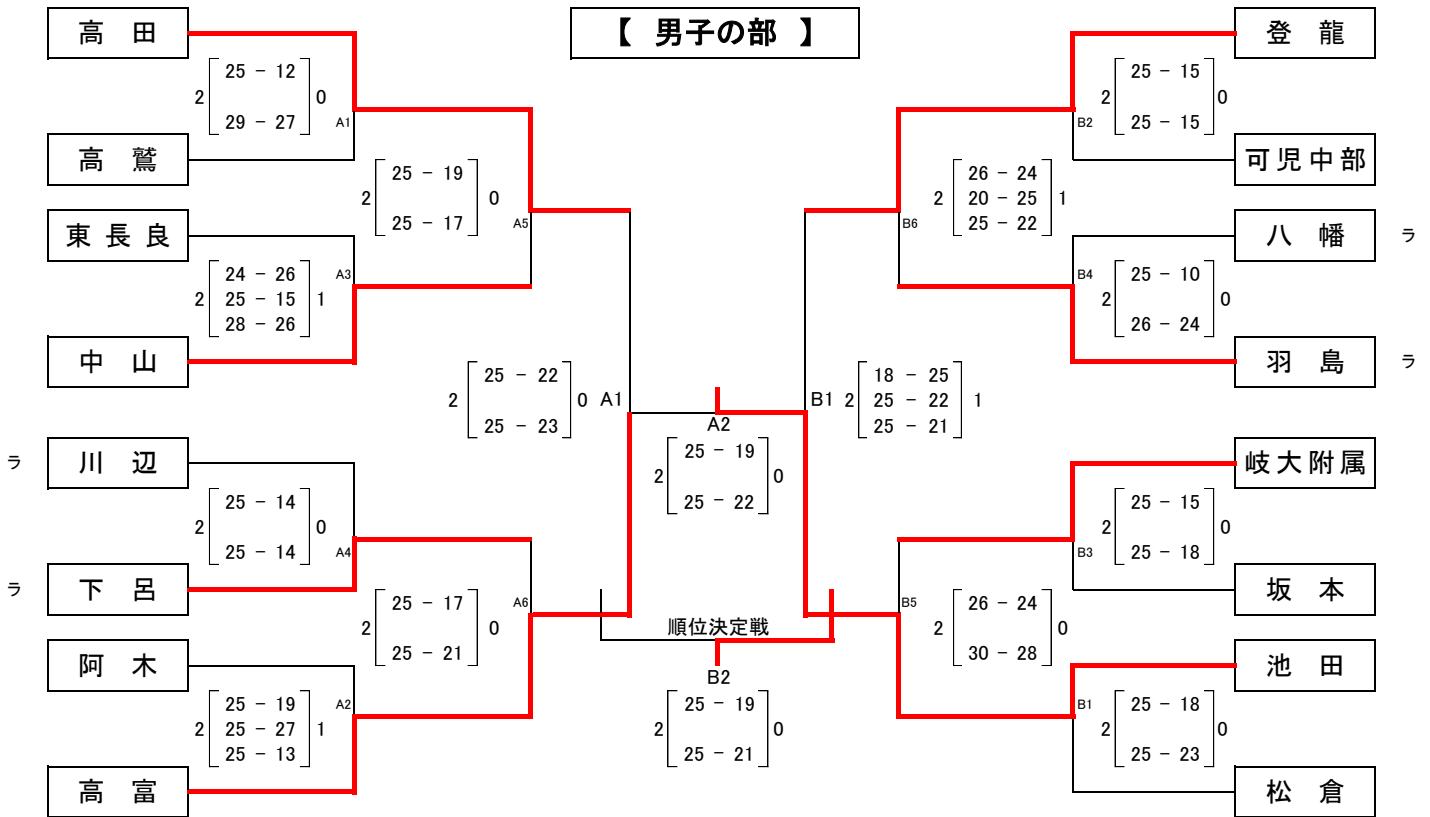 【 男子の部 】
高 田
2 25 - 12 0
29 - 27
A1
高 鷲
2 25 - 19 0
25 - 17
A5
東 長 良
2 24 - 26 1
25 - 15
28 - 26
A3
中 山
2 25 - 22 0
25 - 23
A1
ラ 川 辺
2 25 - 14 0
25 - 14
A4
ラ 下 呂
2 25 - 17 0
25 - 21
A6
阿 木
2 25 - 19 1
25 - 27
25 - 13
A2
高 富
A2
2 25 - 19 0
25 - 22
順位決定戦
B2
2 25 - 19 0
25 - 21
登 龍
B2
2 25 - 15 0
25 - 15
可児中部
B6
2 26 - 24 1
20 - 25
25 - 22
八 幡 ラ
B4
2 25 - 10 0
26 - 24
羽 島 ラ
B1 2 18 - 25 1
25 - 22
25 - 21
岐大附属
B3
2 25 - 15 0
25 - 18
坂 本
B5
2 26 - 24 0
30 - 28
池 田
B1
2 25 - 18 0
25 - 23
松 倉